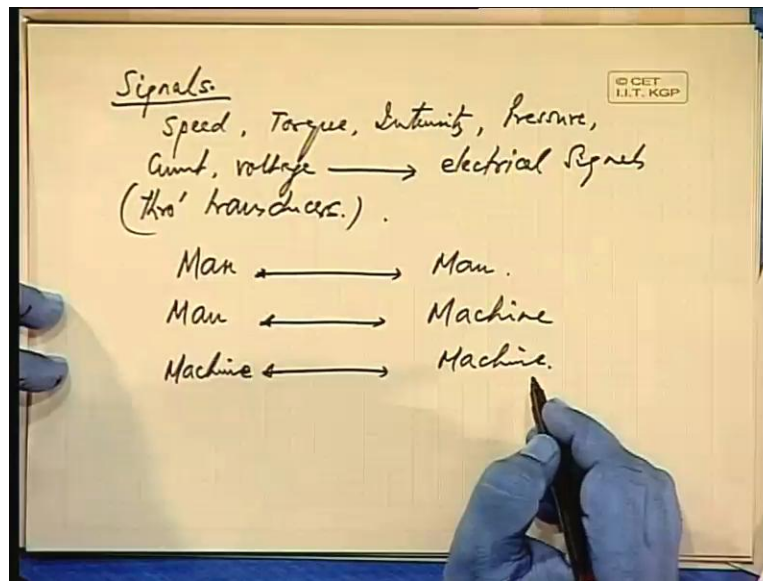 Signals.
© CET
I.I.T. KGP
Speed, Torque, Intensity, Pressure,
Current, voltage → electrical Signals
(thro' transducers.).
Man ↔ Man.
Man ↔ Machine
Machine ↔ Machine.